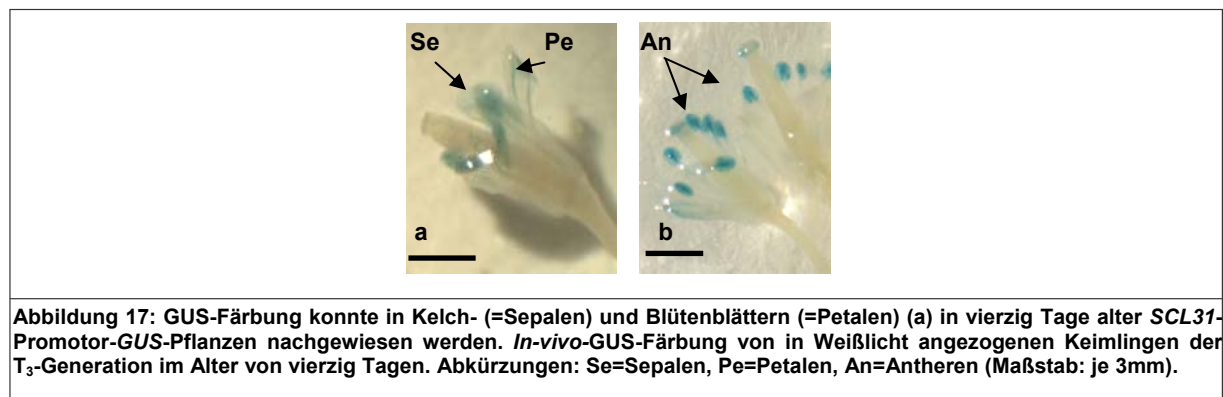 Se Pe An
a b
Abbildung 17: GUS-Färbung konnte in Kelch- (=Sepalen) und Blütenblättern (=Petalen) (a) in vierzig Tage alter SCL31-
Promotor-GUS-Pflanzen nachgewiesen werden. In-vivo-GUS-Färbung von in Weißlicht angezogenen Keimlingen der
T₃-Generation im Alter von vierzig Tagen. Abkürzungen: Se=Sepalen, Pe=Petalen, An=Antheren (Maßstab: je 3mm).